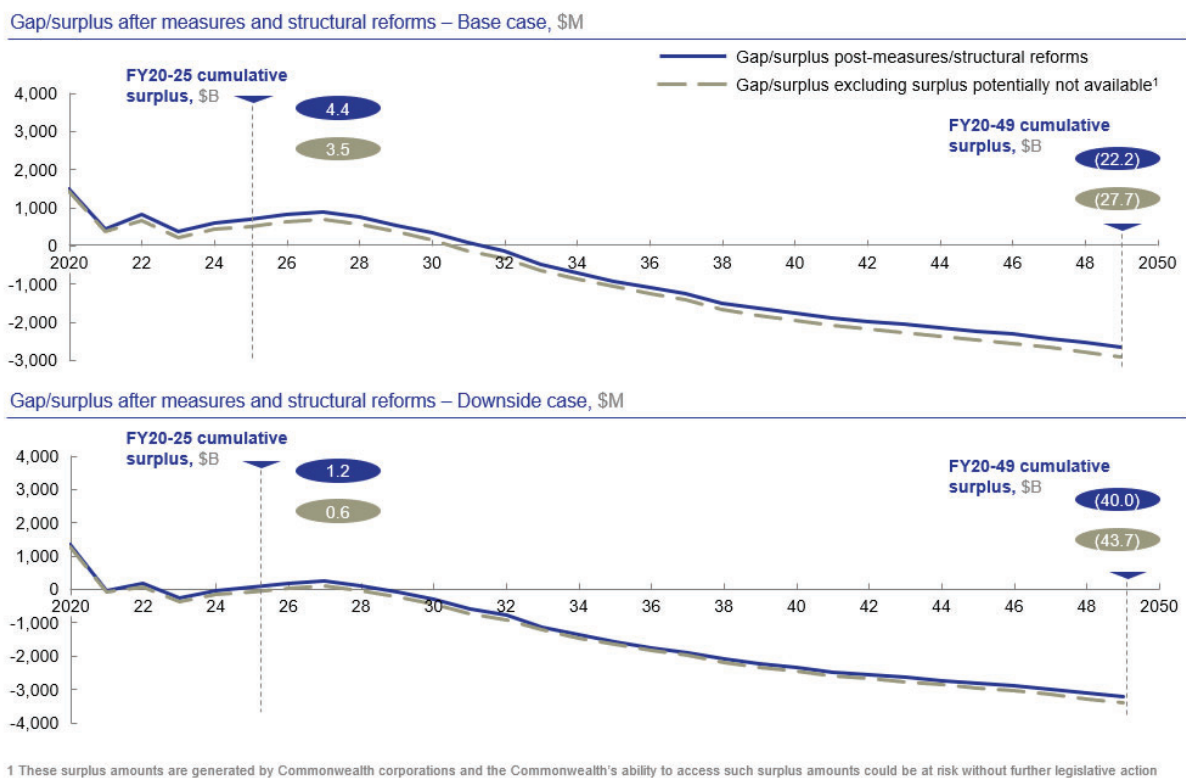 Gap/surplus after measures and structural reforms – Base case, $M
Gap/surplus post-measures/structural reforms
Gap/surplus excluding surplus potentially not available1
FY20-25 cumulative
surplus, $B
4.4
3.5
FY20-49 cumulative
surplus, $B
(22.2)
(27.7)
4,000
3,000
2,000
1,000
0
2020 22 24 26 28 30 32 34 36 38 40 42 44 46 48 2050
-1,000
-2,000
-3,000
Gap/surplus after measures and structural reforms – Downside case, $M
FY20-25 cumulative
surplus, $B
1.2
0.6
FY20-49 cumulative
surplus, $B
(40.0)
(43.7)
4,000
3,000
2,000
1,000
0
2020 22 24 26 28 30 32 34 36 38 40 42 44 46 48 2050
-1,000
-2,000
-3,000
-4,000
1 These surplus amounts are generated by Commonwealth corporations and the Commonwealth's ability to access such surplus amounts could be at risk without further legislative action